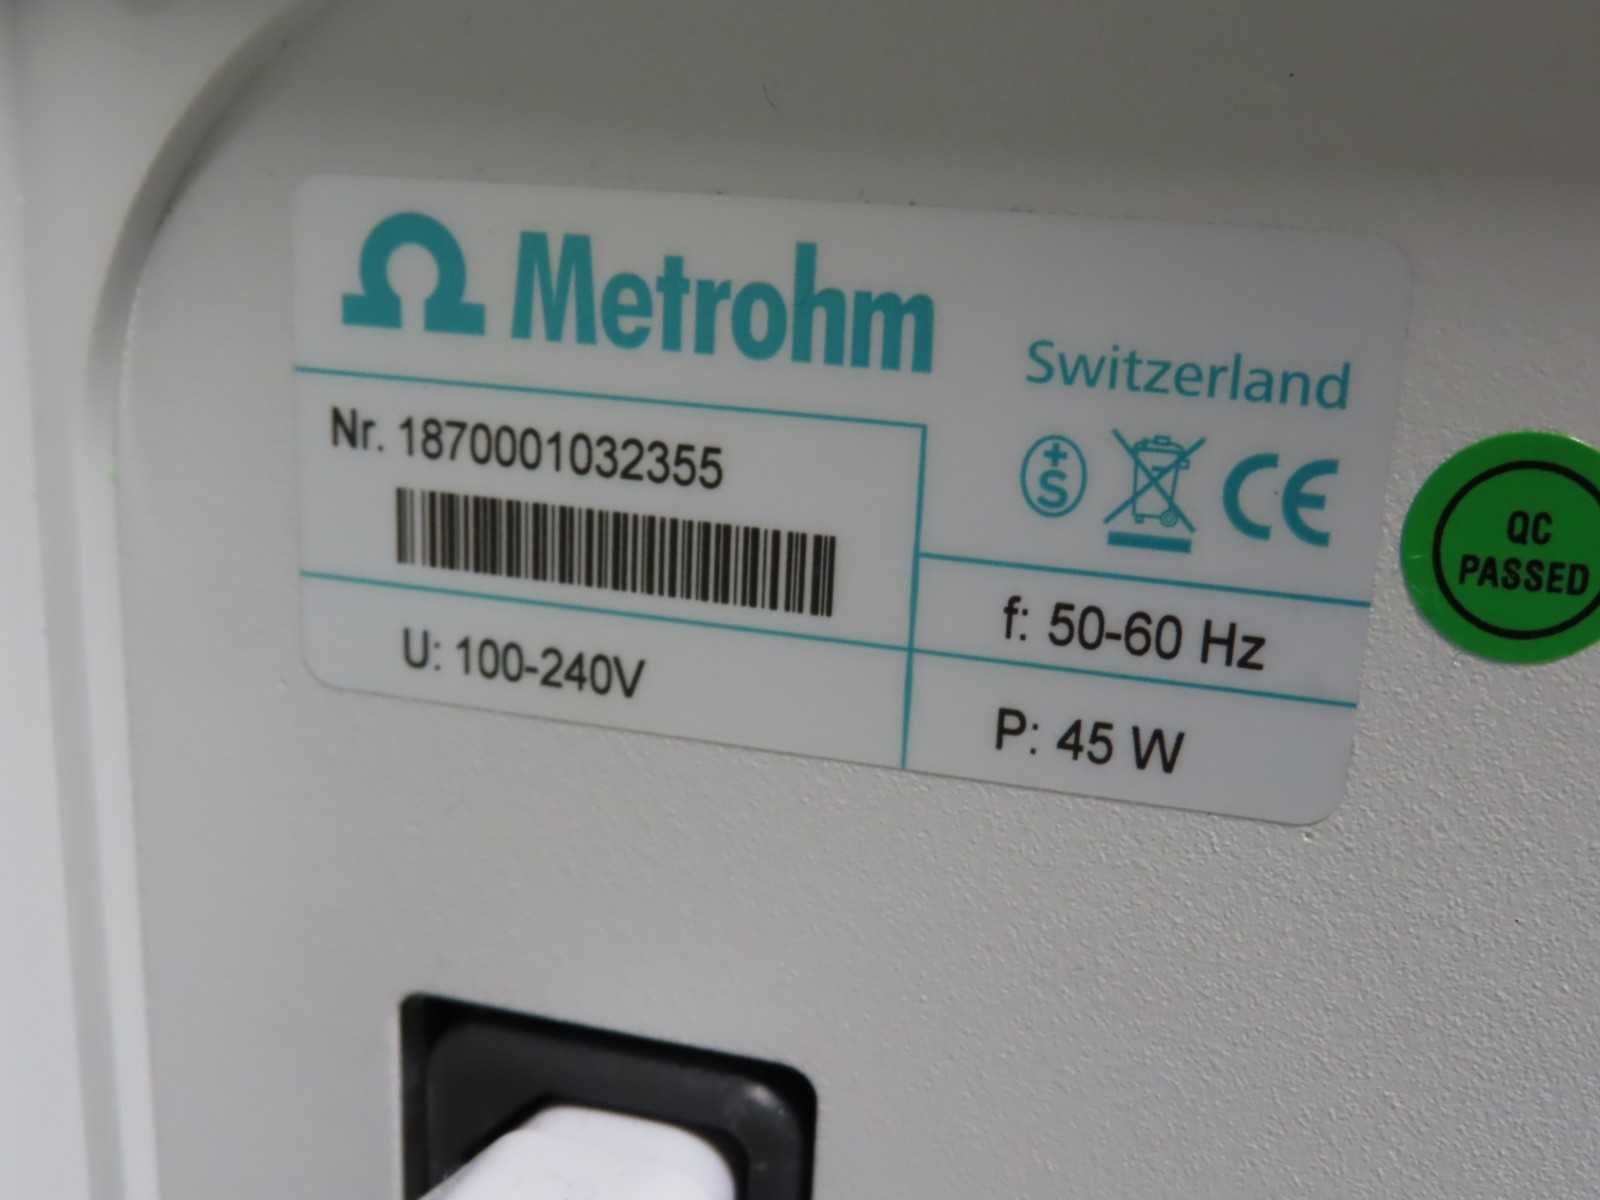 Metrohm
Switzerland
Nr. 1870001032355
+S
CE
U: 100-240V
f: 50-60 Hz
P: 45 W
QC
PASSED